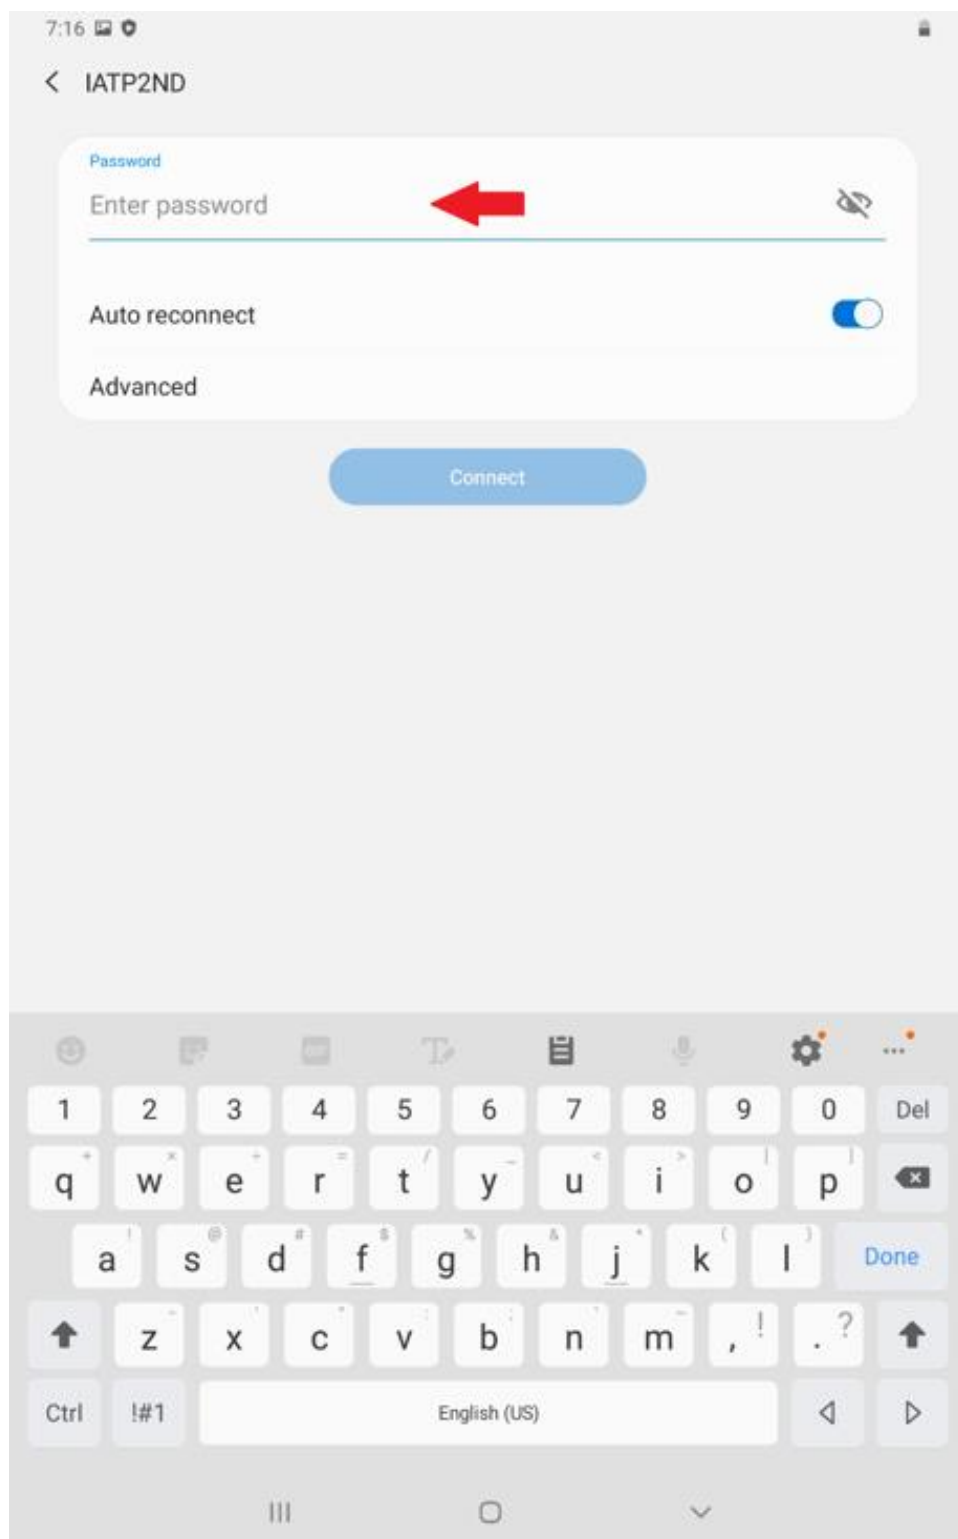 7:16
IATP2ND
Password
Enter password
Auto reconnect
Advanced
Connect
1 2 3 4 5 6 7 8 9 0 Del
q w e r t y u i o p
a s d f g h j k l Done
z x c v b n m , ! . ?
Ctrl !#1 English (US)